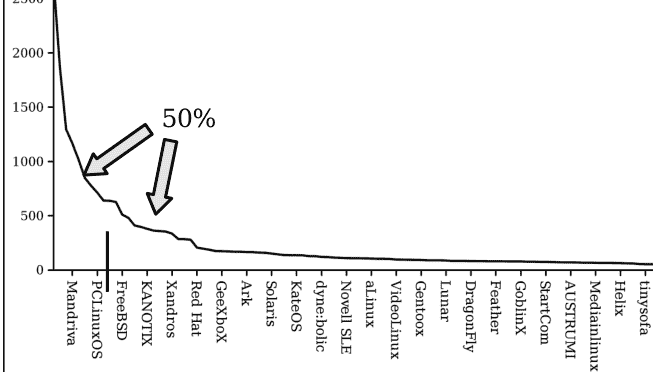 2500
2000
1500
1000
500
0
50%
Mandriva
PCLinuxOS
FreeBSD
KANOTIX
Xandros
Red Hat
GeeXboX
Ark
Solaris
KateOS
dyne:bolic
Novell SLE
aLinux
VideoLinux
Gentoox
Lunar
DragonFly
Feather
GoblinX
StartCom
AUSTRUMI
Mediainlinux
Helix
tinysofa